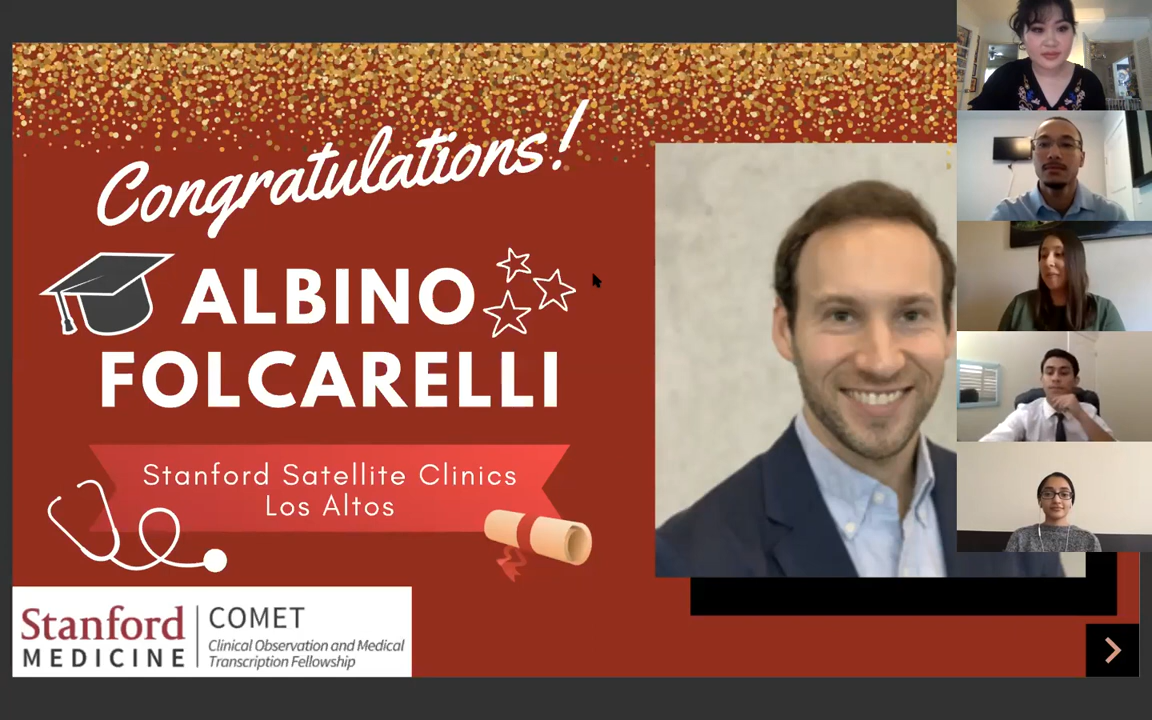 Congratulations!
ALBINO
FOLCARELLI
Stanford Satellite Clinics
Los Altos
Stanford
MEDICINE
COMET
Clinical Observation and Medical
Transcription Fellowship